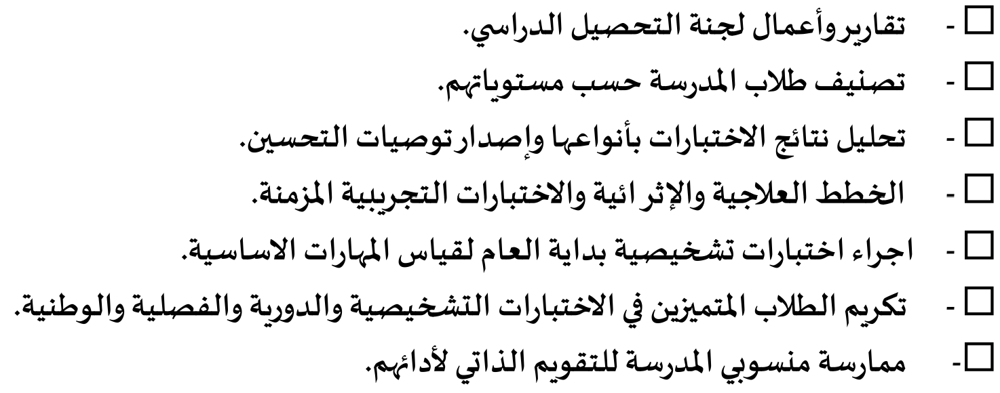 ☐ - تقارير وأعمال لجنة التحصيل الدراسي.
☐ - تصنيف طلاب المدرسة حسب مستوياتهم.
☐ - تحليل نتائج الاختبارات بأنواعها وإصدار توصيات التحسين.
☐ - الخطط العلاجية والإثرائية والاختبارات التجريبية المزمنة.
☐ - اجراء اختبارات تشخيصية بداية العام لقياس المهارات الاساسية.
☐ - تكريم الطلاب المتميزين في الاختبارات التشخيصية والدورية والفصلية والوطنية.
☐ - ممارسة منسوبي المدرسة للتقويم الذاتي لأدائهم.